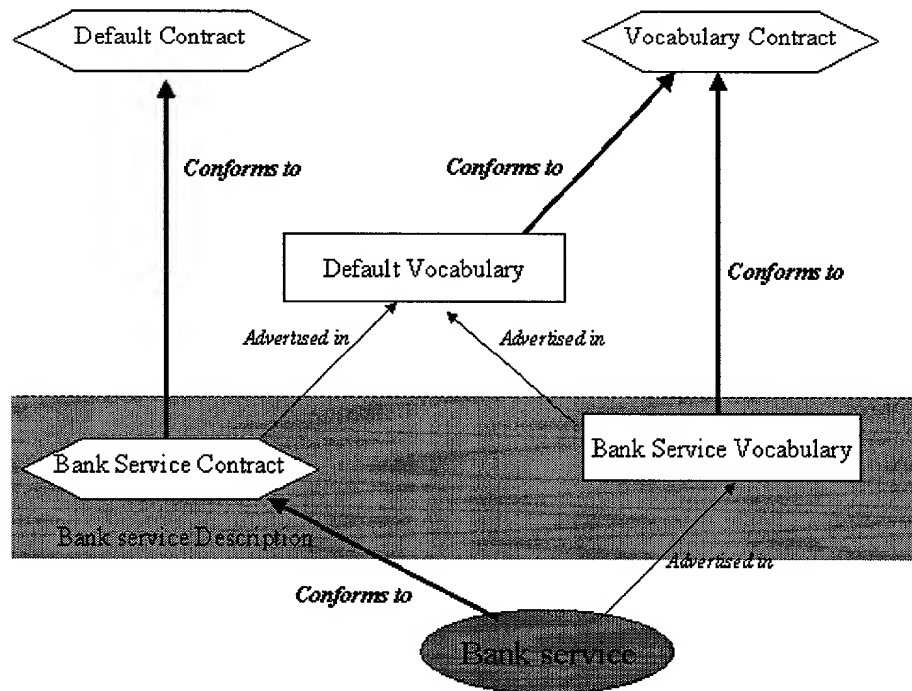 Default Contract
Vocabulary Contract
Conforms to
Conforms to
Default Vocabulary
Conforms to
Advertised in
Advertised in
Bank Service Contract
Bank Service Vocabulary
Bank service Description
Advertised in
Conforms to
Bank service